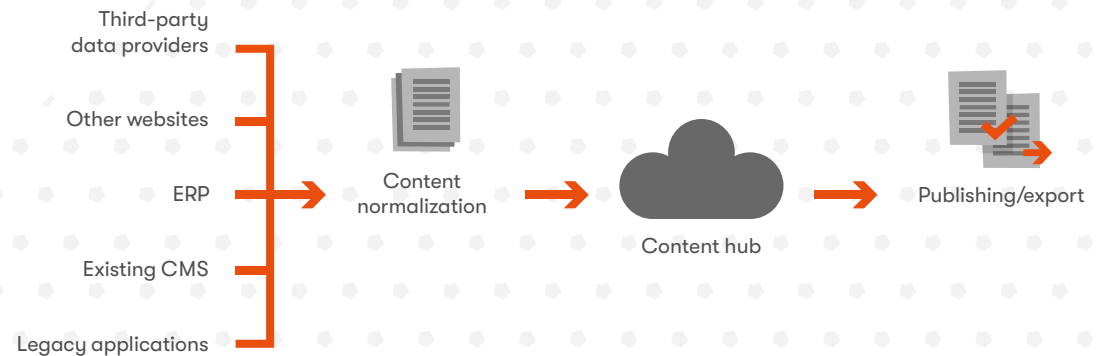 Third-party
data providers
Other websites
ERP
Existing CMS
Legacy applications
Content
normalization
Content hub
Publishing/export